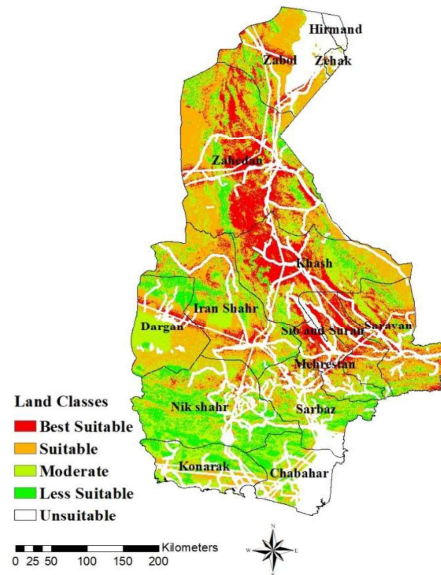 Hirmand
Zabol
Zehak
Zahedan
Khash
Iran Shahr
Dargan
Sib and Suran
Saravan
Mehrestan
Nik shahr
Sarbaz
Konarak
Chabahar
Land Classes
Best Suitable
Suitable
Moderate
Less Suitable
Unsuitable
Kilometers
0 25 50 100 150 200
N
W
E
S